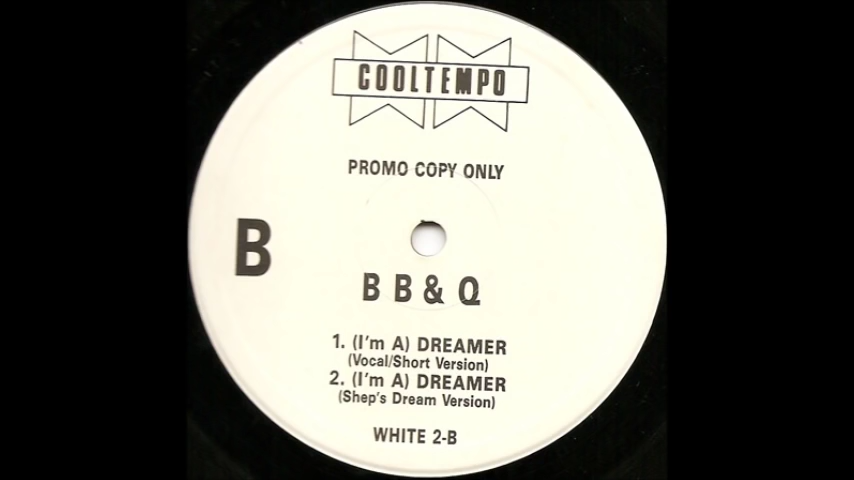 COOLTEMPO
PROMO COPY ONLY
B
B B & Q
1. (I'm A) DREAMER
(Vocal/Short Version)
2. (I'm A) DREAMER
(Shep's Dream Version)
WHITE 2-B